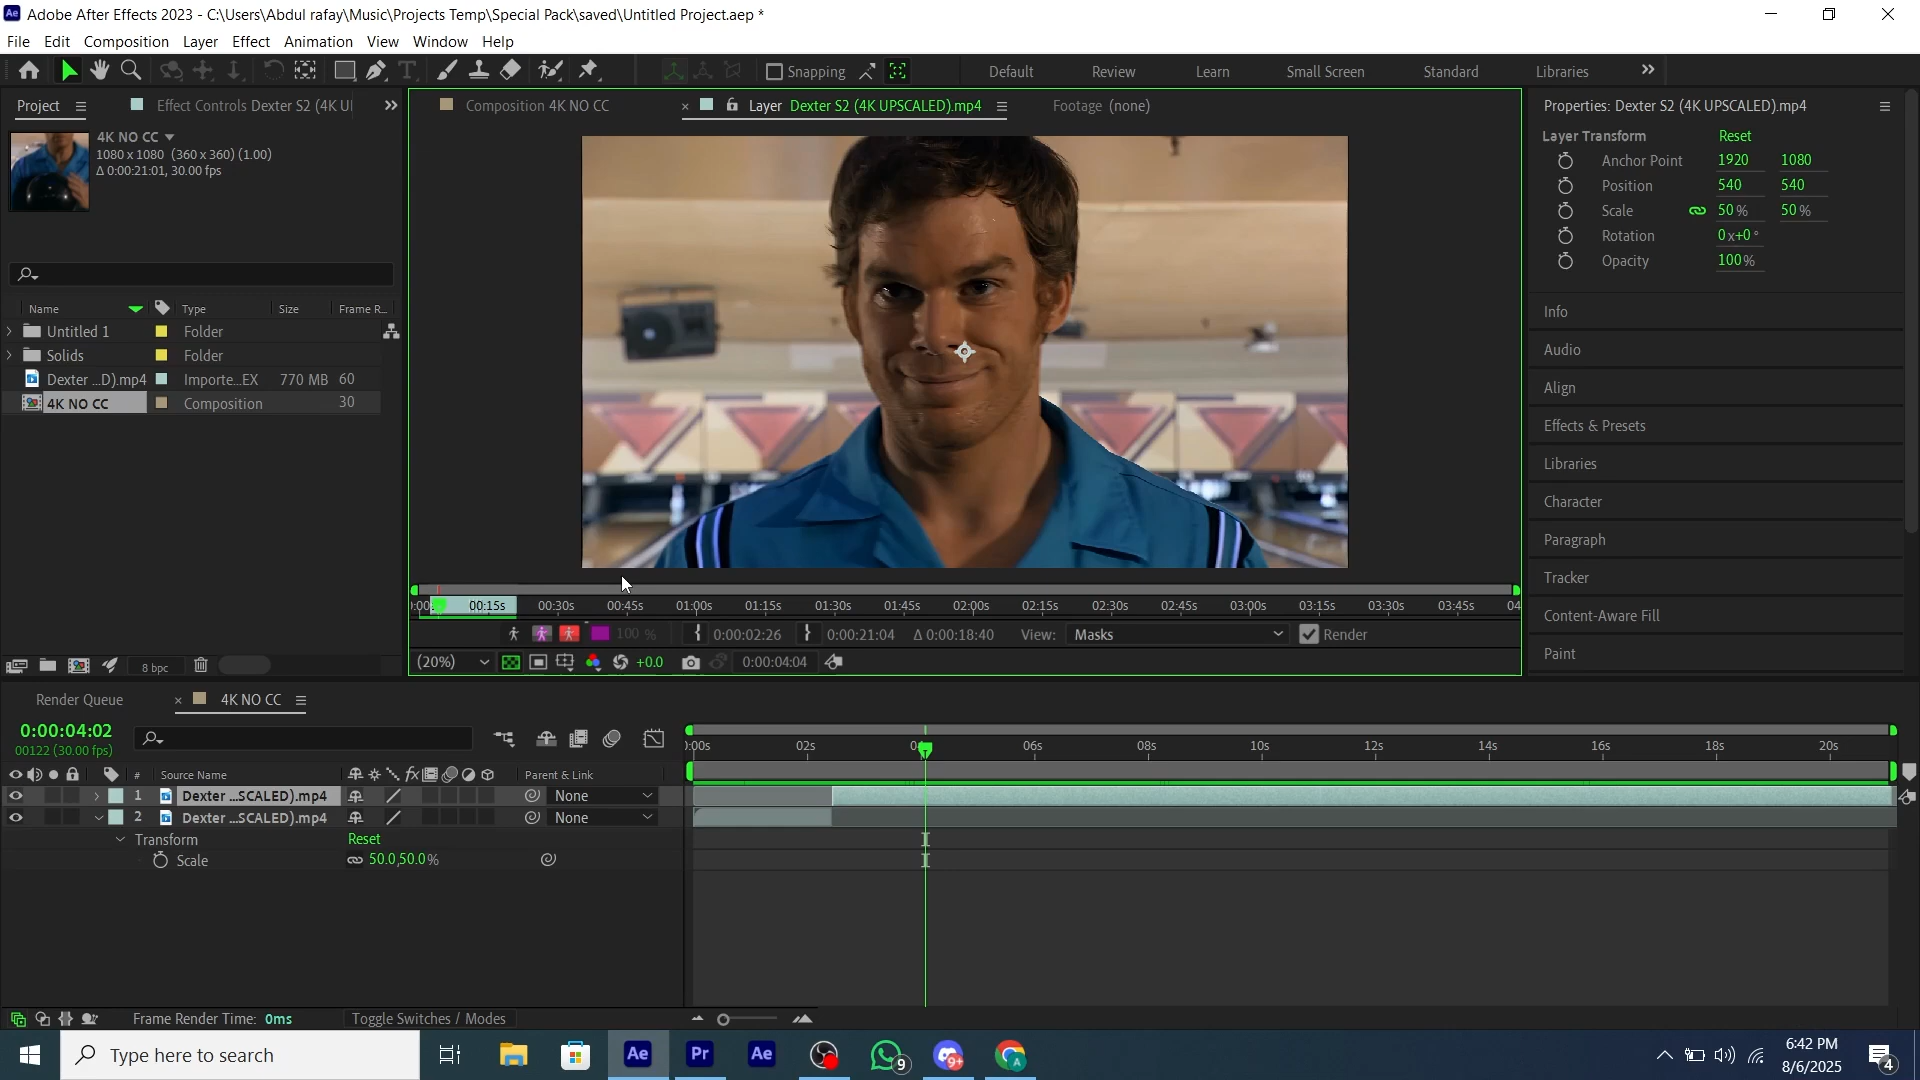 Adobe After Effects 2023 - C:\Users\Abdul rafay\Music\Projects Temp\Special Pack\saved\Untitled Project.aep *
File Edit Composition Layer Effect Animation View Window Help
Snapping Default Review Learn Small Screen Standard Libraries
Project Effect Controls Dexter S2 (4K UI
Composition 4K NO CC × Layer Dexter S2 (4K UPSCALED).mp4 Footage (none)
Properties: Dexter S2 (4K UPSCALED).mp4
4K NO CC
1080 x 1080 (360 x 360) (1.00)
Δ 0:00:21:01, 30.00 fps
Layer Transform Reset
Anchor Point 1920 1080
Position 540 540
Scale 50 % 50 %
Rotation 0x+0°
Opacity 100%
Info
Audio
Align
Effects & Presets
Libraries
Character
Paragraph
Tracker
Content-Aware Fill
Paint
Name Type Size Frame R...
Untitled 1 Folder
Solids Folder
Dexter ...D).mp4 Importe...EX 770 MB 60
4K NO CC Composition 30
8 bpc
00:15s 00:30s 00:45s 01:00s 01:15s 01:30s 01:45s 02:00s 02:15s 02:30s 02:45s 03:00s 03:15s 03:30s 03:45s 04
100 % 0:00:02:26 0:00:21:04 Δ 0:00:18:40 View: Masks Render
(20%) +0.0 0:00:04:04
Render Queue × 4K NO CC
0:00:04:02
00122 (30.00 fps)
:00s 02s 06s 08s 10s 12s 14s 16s 18s 20s
# Source Name fx Parent & Link
1 Dexter ...SCALED).mp4 None
2 Dexter ...SCALED).mp4 None
Transform Reset
Scale 50.0,50.0%
Frame Render Time: 0ms Toggle Switches / Modes
Type here to search
Ae Pr Ae 9 9+ A
6:42 PM
8/6/2025
4